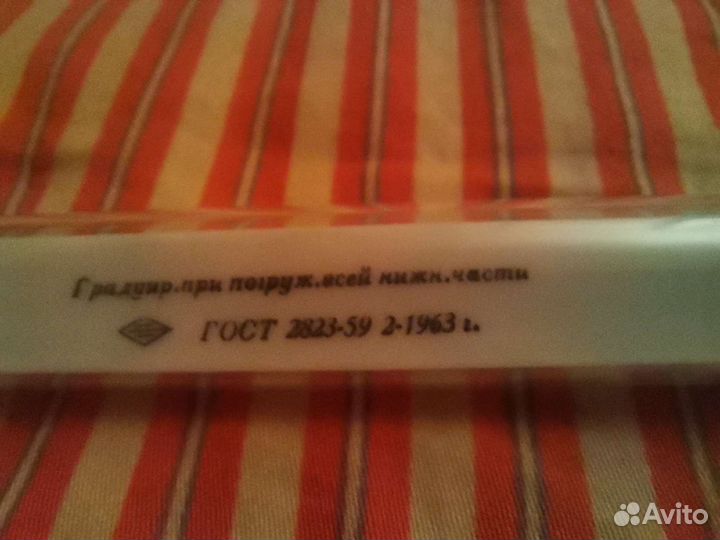 Градуир.при погруж.всей нижн.части
ГОСТ 2823-59 2-1963 г.
Avito